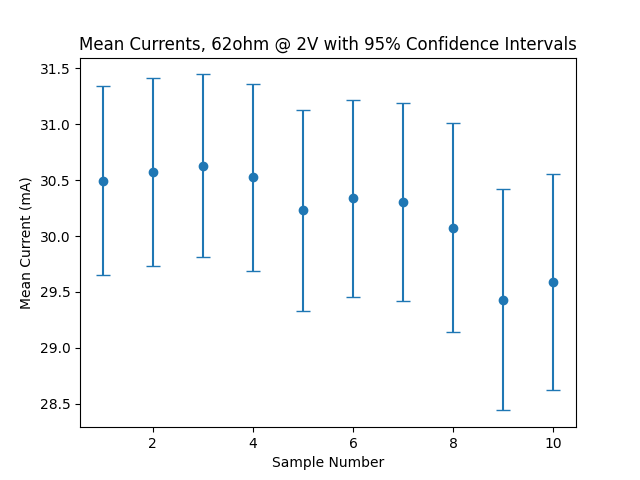 Mean Currents, 62ohm @ 2V with 95% Confidence Intervals
31.5
31.0
30.5
30.0
29.5
29.0
28.5
Mean Current (mA)
2 4 6 8 10
Sample Number